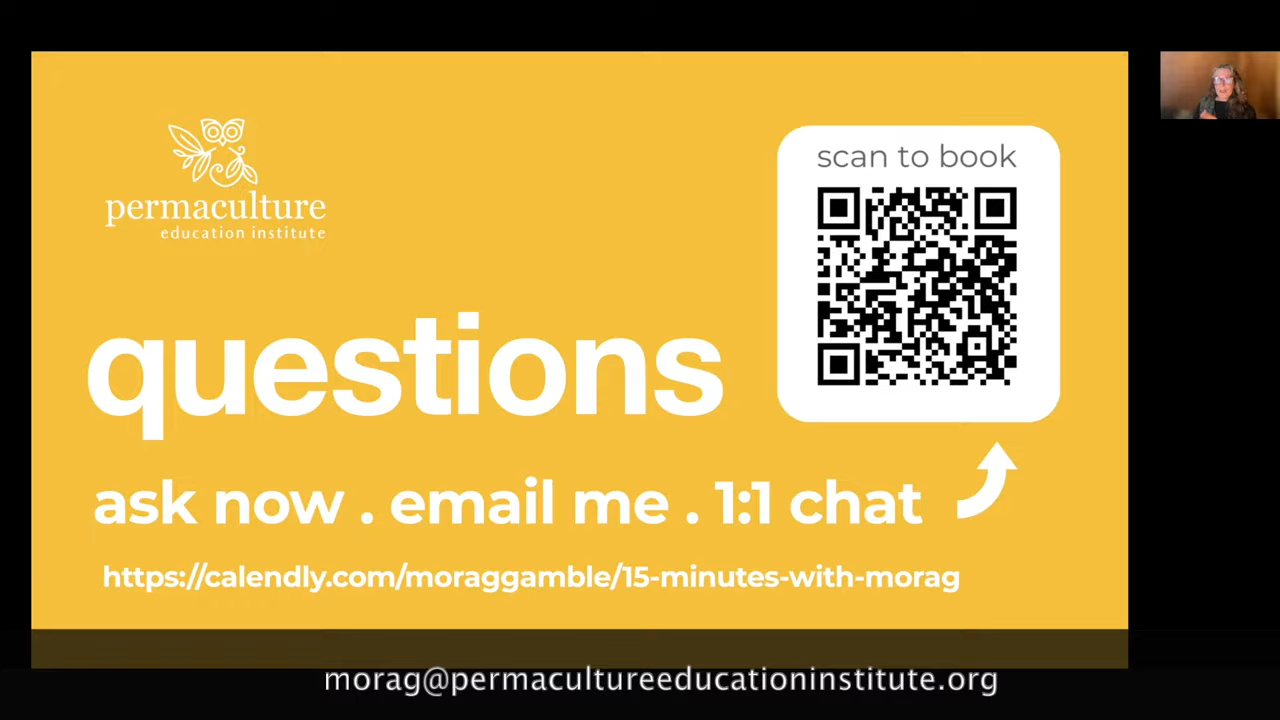 permaculture
education institute
scan to book
questions
ask now . email me . 1:1 chat
https://calendly.com/moraggamble/15-minutes-with-morag
morag@permacultureeducationinstitute.org